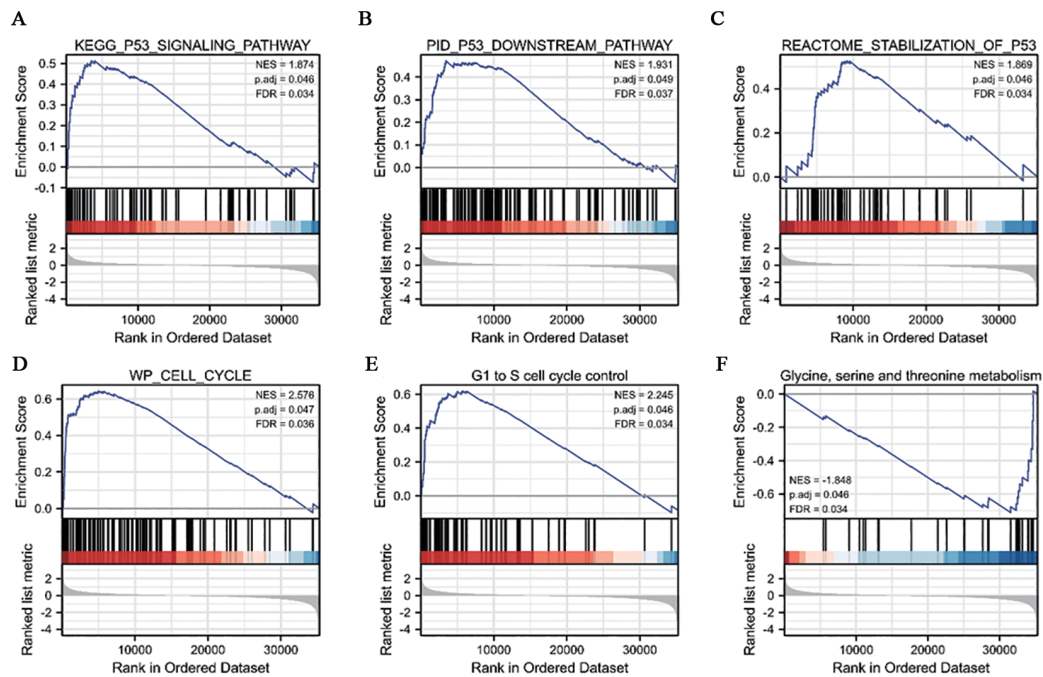 A
KEGG_P53_SIGNALING_PATHWAY
NES = 1.874
p.adj = 0.046
FDR = 0.034
Enrichment Score
0.5
0.4
0.3
0.2
0.1
0.0
-0.1
Ranked list metric
2
0
-2
-4
10000 20000 30000
Rank in Ordered Dataset
B
PID_P53_DOWNSTREAM_PATHWAY
NES = 1.931
p.adj = 0.049
FDR = 0.037
Enrichment Score
0.4
0.2
0.0
Ranked list metric
2
0
-2
-4
10000 20000 30000
Rank in Ordered Dataset
C
REACTOME_STABILIZATION_OF_P53
NES = 1.869
p.adj = 0.046
FDR = 0.034
Enrichment Score
0.4
0.2
0.0
Ranked list metric
2
0
-2
-4
10000 20000 30000
Rank in Ordered Dataset
D
WP_CELL_CYCLE
NES = 2.576
p.adj = 0.047
FDR = 0.036
Enrichment Score
0.6
0.4
0.2
0.0
Ranked list metric
2
0
-2
-4
10000 20000 30000
Rank in Ordered Dataset
E
G1 to S cell cycle control
NES = 2.245
p.adj = 0.046
FDR = 0.034
Enrichment Score
0.6
0.4
0.2
0.0
Ranked list metric
2
0
-2
-4
10000 20000 30000
Rank in Ordered Dataset
F
Glycine, serine and threonine metabolism
Enrichment Score
0.0
-0.2
-0.4
-0.6
NES = -1.848
p.adj = 0.046
FDR = 0.034
Ranked list metric
2
0
-2
-4
10000 20000 30000
Rank in Ordered Dataset